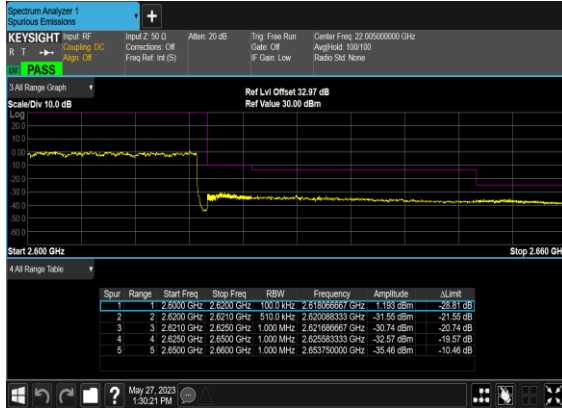 Spectrum Analyzer 1
Spurious Emissions
+
KEYSIGHT Input: RF Input Z: 50 Ω Atten: 20 dB Trig: Free Run Center Freq: 22.005000000 GHz
R T Coupling: DC Corrections: Off Gate: Off Avg|Hold: 100/100
Align: Off Freq Ref: Int (S) IF Gain: Low Radio Std: None
PASS
3 All Range Graph Ref Lvl Offset 32.97 dB
Scale/Div 10.0 dB Ref Value 30.00 dBm
Log
20.0
10.0
0.00
-10.0
-20.0
-30.0
-40.0
-50.0
-60.0
Start 2.600 GHz Stop 2.660 GHz
4 All Range Table
Spur Range Start Freq Stop Freq RBW Frequency Amplitude ΔLimit
1 1 2.6000 GHz 2.6200 GHz 100.0 kHz 2.618066667 GHz 1.193 dBm -28.81 dB
2 2 2.6200 GHz 2.6210 GHz 510.0 kHz 2.620088333 GHz -31.55 dBm -21.55 dB
3 3 2.6210 GHz 2.6250 GHz 1.000 MHz 2.621686667 GHz -30.74 dBm -20.74 dB
4 4 2.6250 GHz 2.6500 GHz 1.000 MHz 2.625583333 GHz -32.57 dBm -19.57 dB
5 5 2.6500 GHz 2.6600 GHz 1.000 MHz 2.653750000 GHz -35.46 dBm -10.46 dB
? May 27, 2023
1:30:21 PM